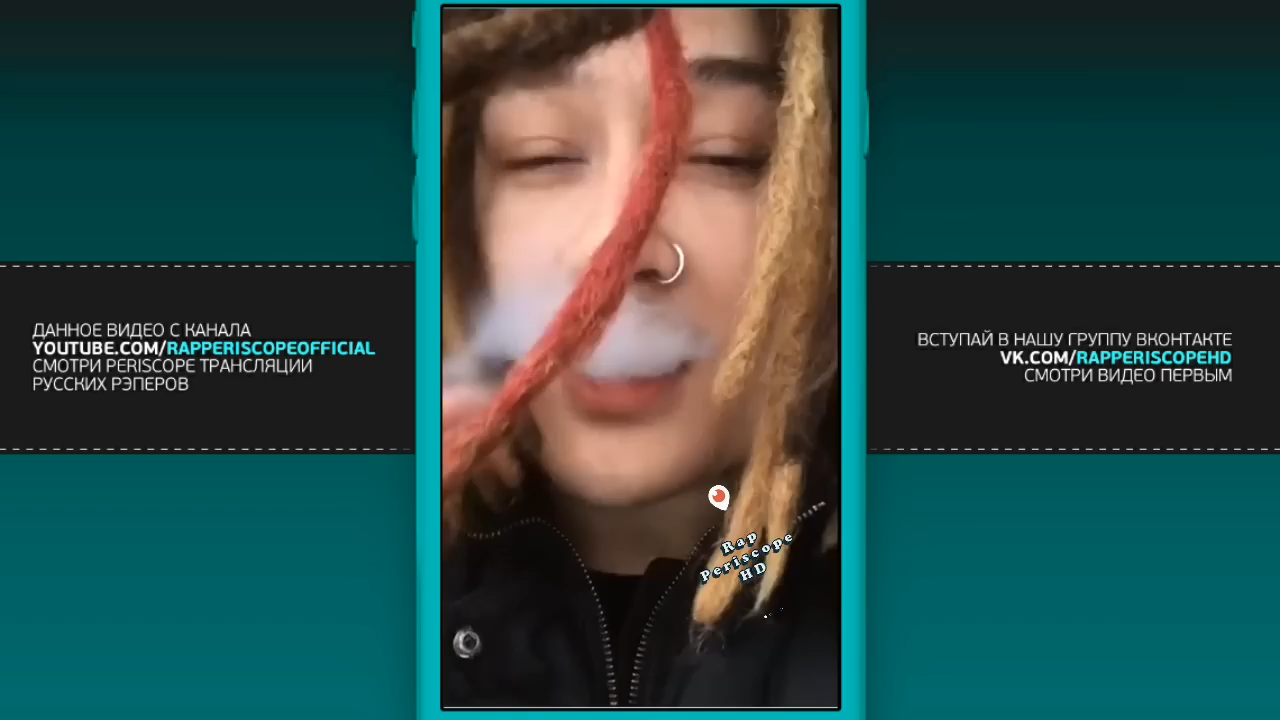 ДАННОЕ ВИДЕО С КАНАЛА
YOUTUBE.COM/RAPPERISCOPEOFFICIAL
СМОТРИ PERISCOPE ТРАНСЛЯЦИИ
РУССКИХ РЭПЕРОВ
ВСТУПАЙ В НАШУ ГРУППУ ВКОНТАКТЕ
VK.COM/RAPPERISCOPEHD
СМОТРИ ВИДЕО ПЕРВЫМ
Rap
Periscope
HD